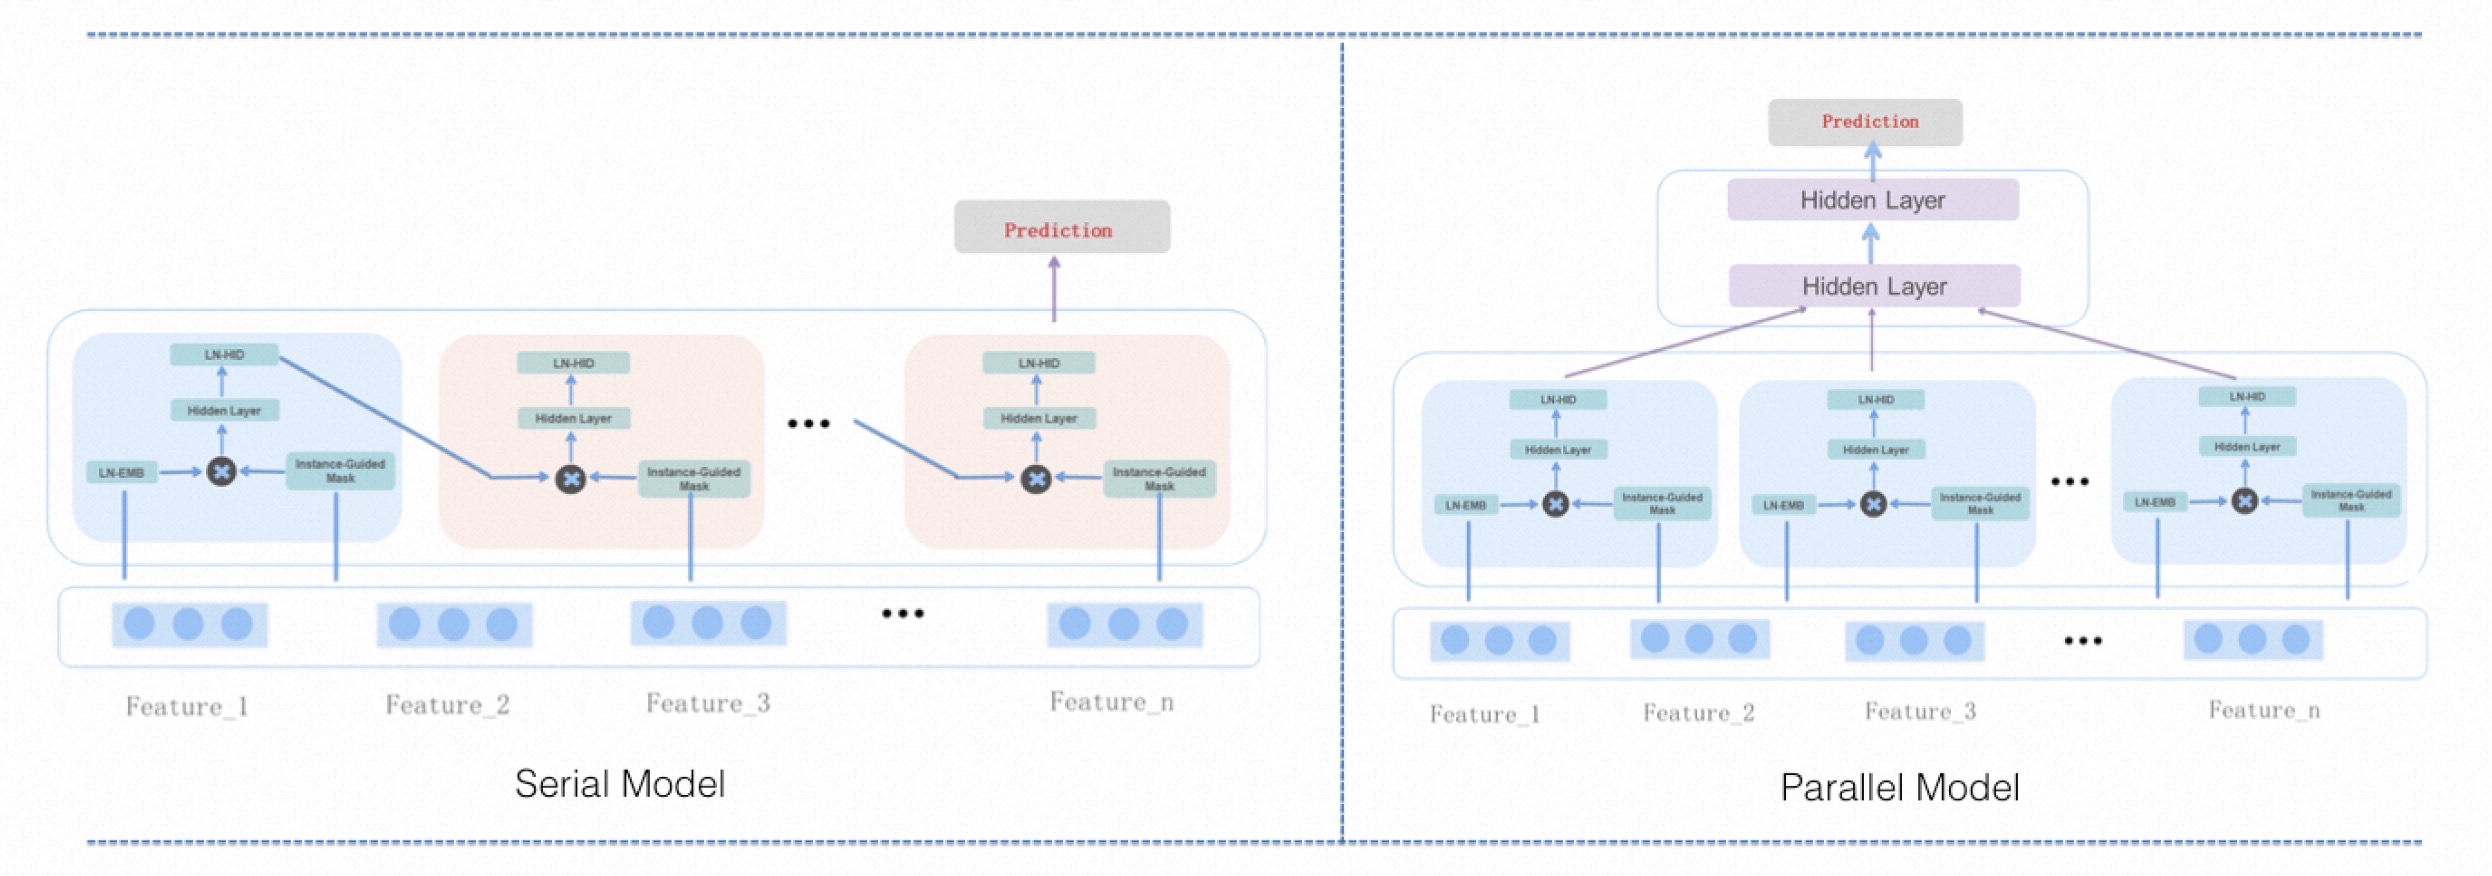 Prediction
LN-HID
Hidden Layer
LN-EMB
Instance-Guided
Mask
LN-HID
Hidden Layer
Instance-Guided
Mask
...
LN-HID
Hidden Layer
Instance-Guided
Mask
...
Feature_1
Feature_2
Feature_3
Feature_n
Serial Model
Prediction
Hidden Layer
Hidden Layer
LN-HID
Hidden Layer
LN-EMB
Instance-Guided
Mask
LN-HID
Hidden Layer
LN-EMB
Instance-Guided
Mask
...
LN-HID
Hidden Layer
LN-EMB
Instance-Guided
Mask
...
Feature_1
Feature_2
Feature_3
Feature_n
Parallel Model